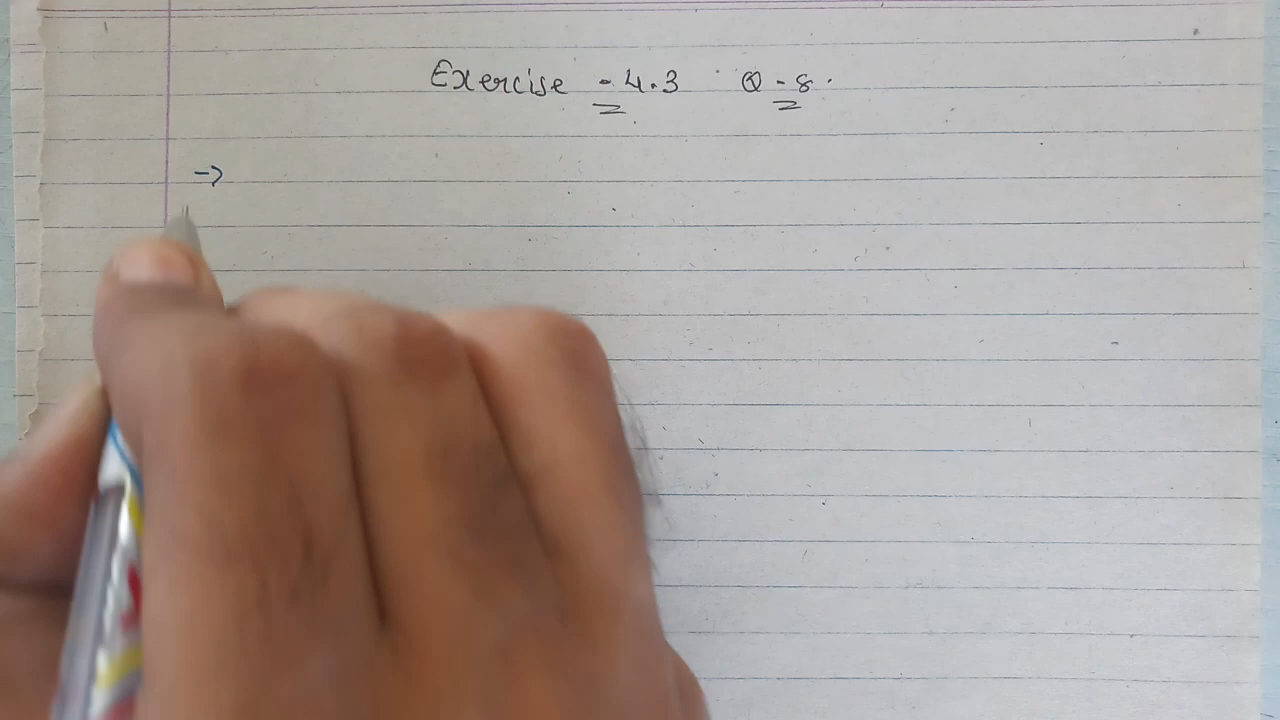 Exercise - 4.3 Q - 8.
→